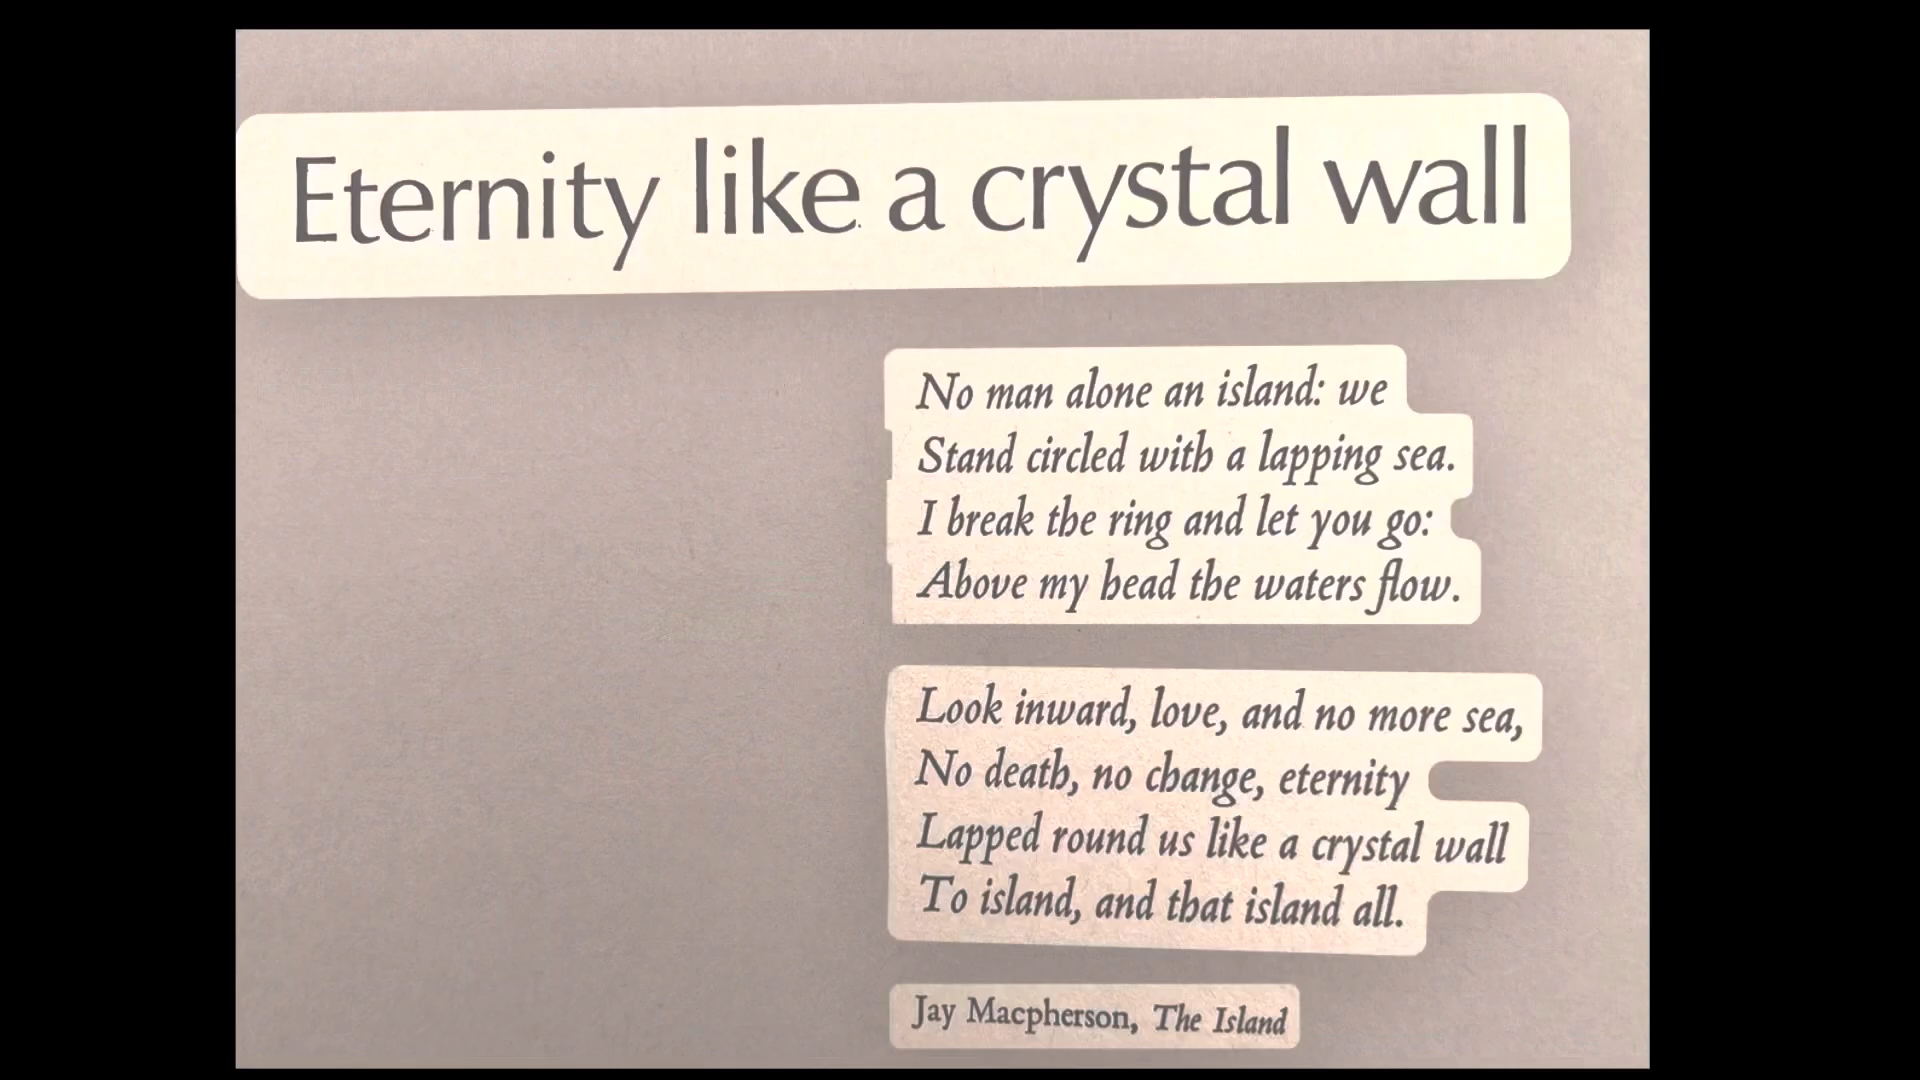 Eternity like a crystal wall
No man alone an island: we
Stand circled with a lapping sea.
I break the ring and let you go:
Above my head the waters flow.
Look inward, love, and no more sea,
No death, no change, eternity
Lapped round us like a crystal wall
To island, and that island all.
Jay Macpherson, The Island